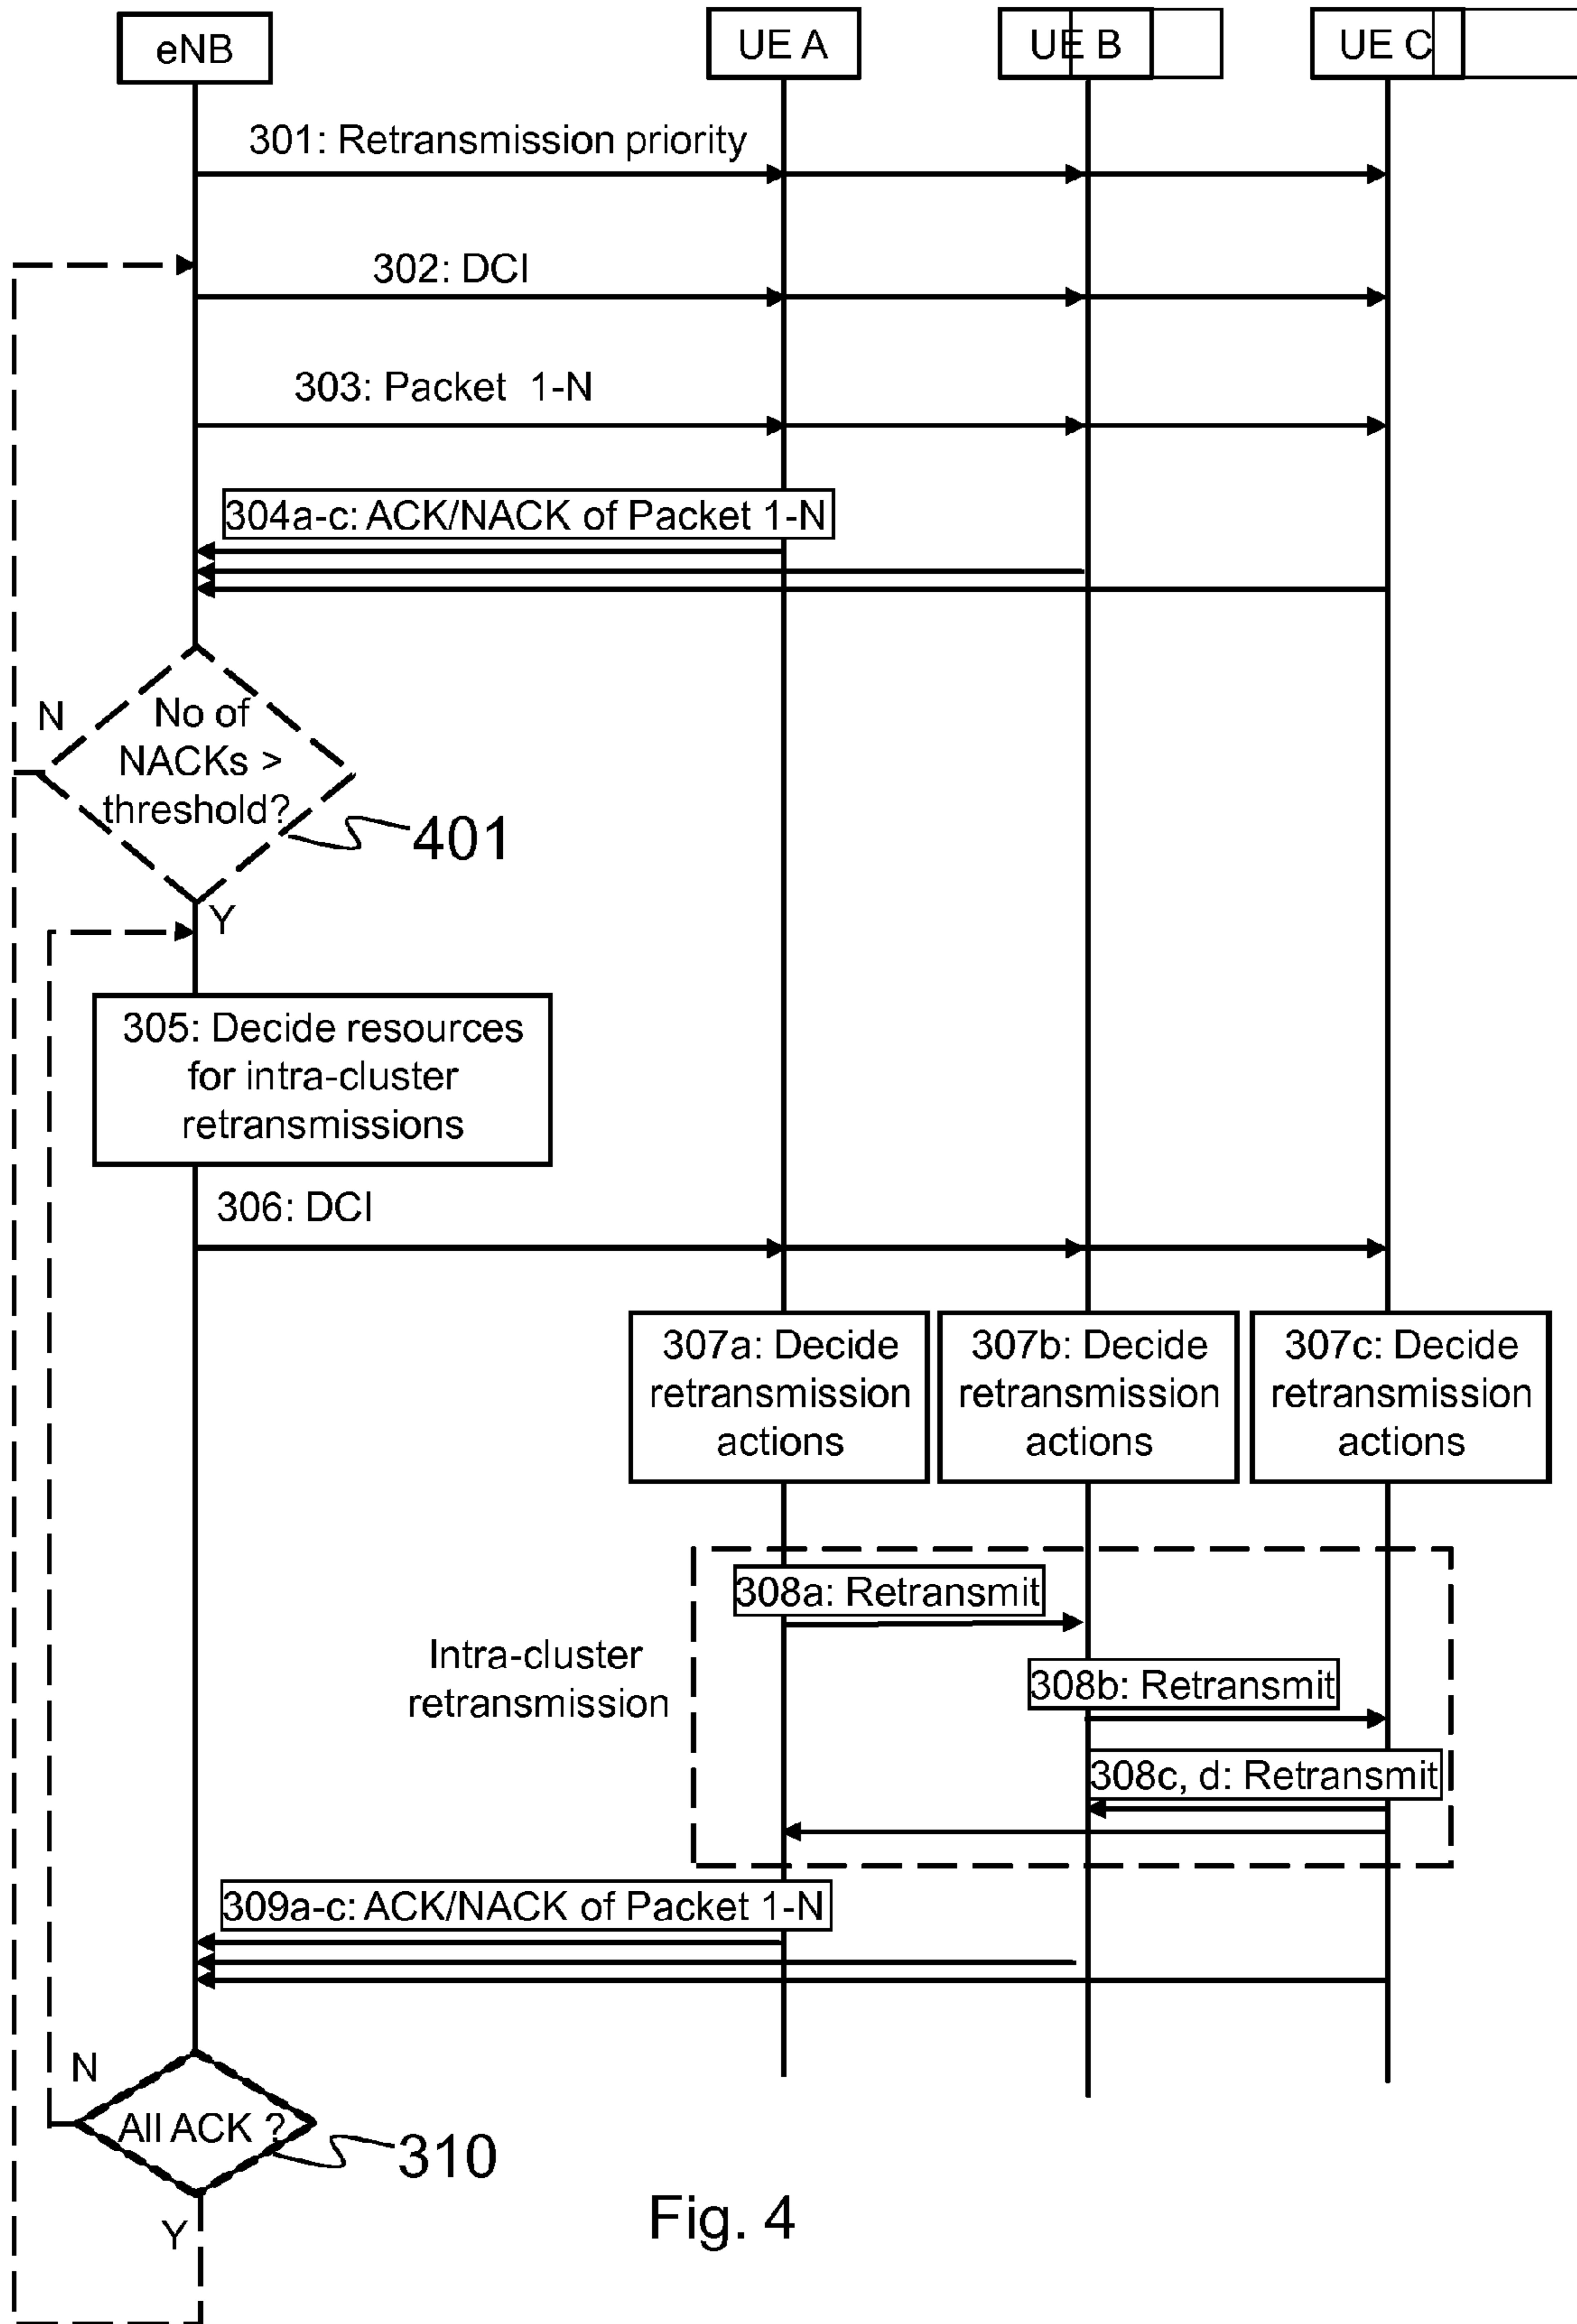 eNB
UE A
UE B
UE C
301: Retransmission priority
302: DCI
303: Packet 1-N
304a-c: ACK/NACK of Packet 1-N
N
No of
NACKs >
threshold?
401
Y
305: Decide resources
for intra-cluster
retransmissions
306: DCI
307a: Decide
retransmission
actions
307b: Decide
retransmission
actions
307c: Decide
retransmission
actions
308a: Retransmit
Intra-cluster
retransmission
308b: Retransmit
308c, d: Retransmit
309a-c: ACK/NACK of Packet 1-N
N
All ACK ?
310
Y
Fig. 4